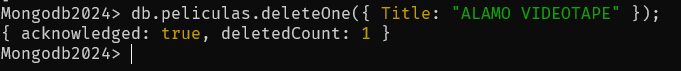 Mongodb2024> db.peliculas.deleteOne({ Title: "ALAMO VIDEOTAPE" });
{ acknowledged: true, deletedCount: 1 }
Mongodb2024>